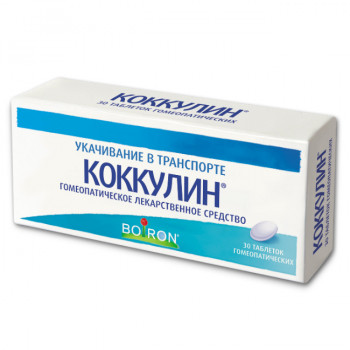 КОККУЛИН®
30 ТАБЛЕТОК ГОМЕОПАТИЧЕСКИХ
УКАЧИВАНИЕ В ТРАНСПОРТЕ
КОККУЛИН®
ГОМЕОПАТИЧЕСКОЕ ЛЕКАРСТВЕННОЕ СРЕДСТВО
BOIRON®
30 ТАБЛЕТОК
ГОМЕОПАТИЧЕСКИХ